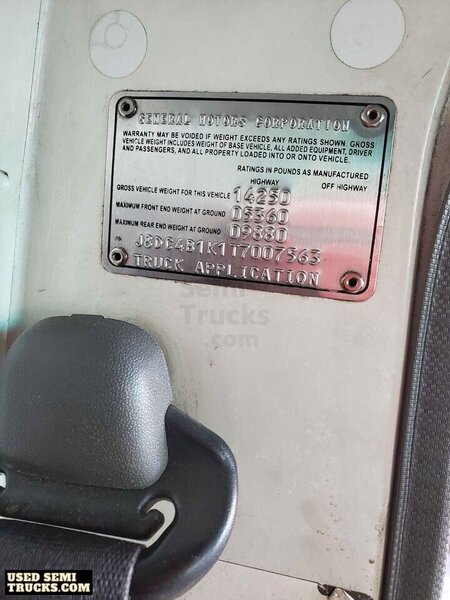 GENERAL MOTORS CORPORATION
WARRANTY MAY BE VOIDED IF WEIGHT EXCEEDS ANY RATINGS SHOWN. GROSS
VEHICLE WEIGHT INCLUDES WEIGHT OF BASE VEHICLE, ALL ADDED EQUIPMENT, DRIVER
AND PASSENGERS, AND ALL PROPERTY LOADED INTO OR ONTO VEHICLE.
RATINGS IN POUNDS AS MANUFACTURED
HIGHWAY OFF HIGHWAY
GROSS VEHICLE WEIGHT FOR THIS VEHICLE 14250
MAXIMUM FRONT END WEIGHT AT GROUND 05360
MAXIMUM REAR END WEIGHT AT GROUND 09880
J8DC4B1K1T7007563
TRUCK APPLICATION
Semi
Trucks
.com
USED SEMI
TRUCKS.COM